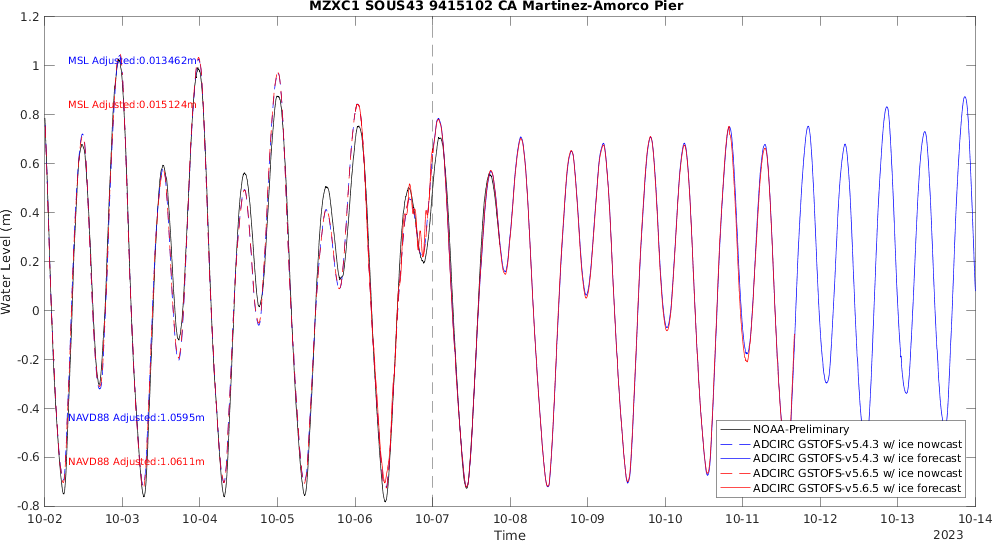 MZXC1 SOUS43 9415102 CA Martinez-Amorco Pier
1.2
1
0.8
0.6
0.4
0.2
0
-0.2
-0.4
-0.6
-0.8
Water Level (m)
MSL Adjusted:0.013462m
MSL Adjusted:0.015124m
NAVD88 Adjusted:1.0595m
NAVD88 Adjusted:1.0611m
NOAA-Preliminary
ADCIRC GSTOFS-v5.4.3 w/ ice nowcast
ADCIRC GSTOFS-v5.4.3 w/ ice forecast
ADCIRC GSTOFS-v5.6.5 w/ ice nowcast
ADCIRC GSTOFS-v5.6.5 w/ ice forecast
10-02 10-03 10-04 10-05 10-06 10-07 10-08 10-09 10-10 10-11 10-12 10-13 10-14
Time
2023